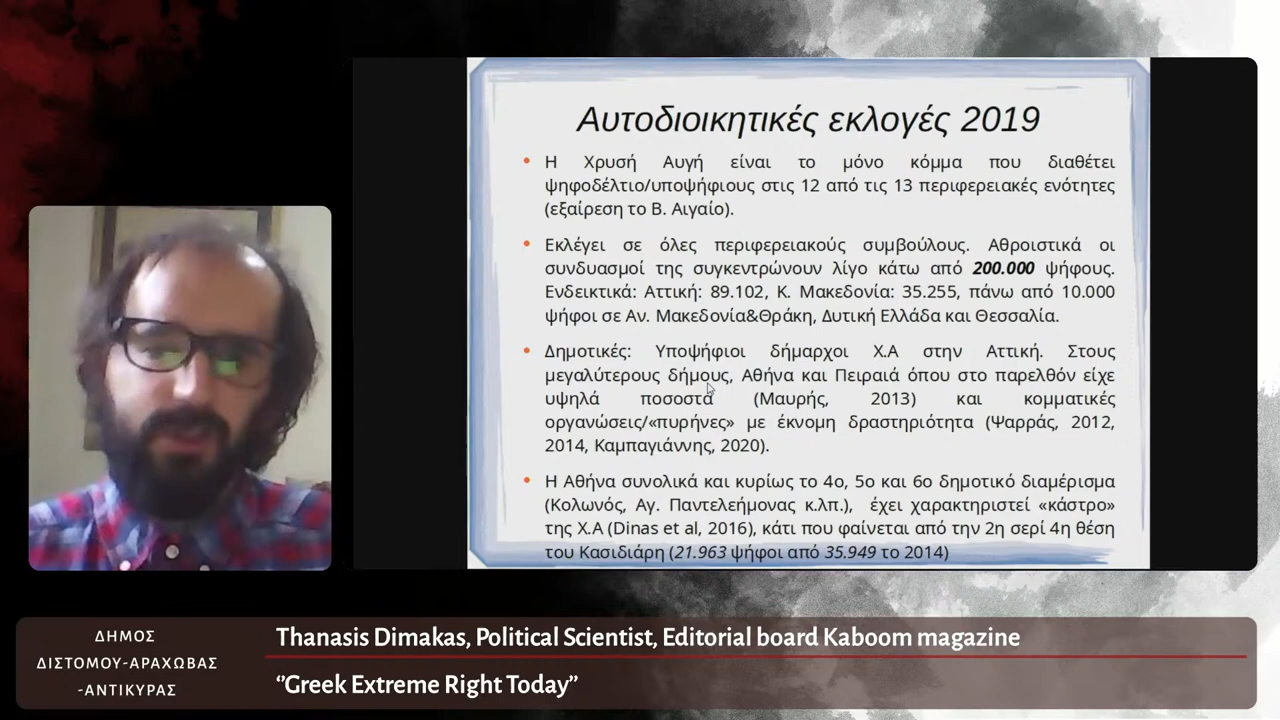 Αυτοδιοικητικές εκλογές 2019
Η Χρυσή Αυγή είναι το μόνο κόμμα που διαθέτει
ψηφοδέλτιο/υποψήφιους στις 12 από τις 13 περιφερειακές ενότητες
(εξαίρεση το Β. Αιγαίο).
Εκλέγει σε όλες περιφερειακούς συμβούλους. Αθροιστικά οι
συνδυασμοί της συγκεντρώνουν λίγο κάτω από 200.000 ψήφους.
Ενδεικτικά: Αττική: 89.102, Κ. Μακεδονία: 35.255, πάνω από 10.000
ψήφοι σε Αν. Μακεδονία&Θράκη, Δυτική Ελλάδα και Θεσσαλία.
Δημοτικές: Υποψήφιοι δήμαρχοι Χ.Α στην Αττική. Στους
μεγαλύτερους δήμους, Αθήνα και Πειραιά όπου στο παρελθόν είχε
υψηλά ποσοστά (Μαυρής, 2013) και κομματικές
οργανώσεις/«πυρήνες» με έκνομη δραστηριότητα (Ψαρράς, 2012,
2014, Καμπαγιάννης, 2020).
Η Αθήνα συνολικά και κυρίως το 4ο, 5ο και 6ο δημοτικό διαμέρισμα
(Κολωνός, Αγ. Παντελεήμονας κ.λπ.), έχει χαρακτηριστεί «κάστρο»
της Χ.Α (Dinas et al, 2016), κάτι που φαίνεται από την 2η σερί 4η θέση
του Κασιδιάρη (21.963 ψήφοι από 35.949 το 2014)
ΔΗΜΟΣ
ΔΙΣΤΟΜΟΥ-ΑΡΑΧΩΒΑΣ
-ΑΝΤΙΚΥΡΑΣ
Thanasis Dimakas, Political Scientist, Editorial board Kaboom magazine
‘’Greek Extreme Right Today’’